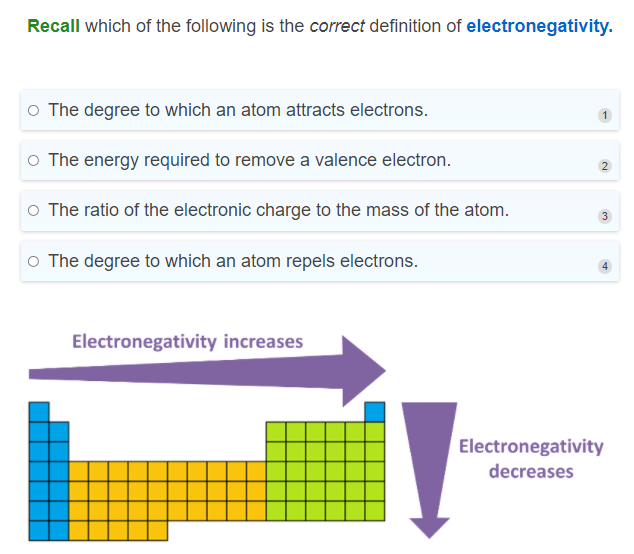 Recall which of the following is the correct definition of electronegativity.
The degree to which an atom attracts electrons.
1
The energy required to remove a valence electron.
2
The ratio of the electronic charge to the mass of the atom.
3
The degree to which an atom repels electrons.
4
Electronegativity increases
Electronegativity
decreases